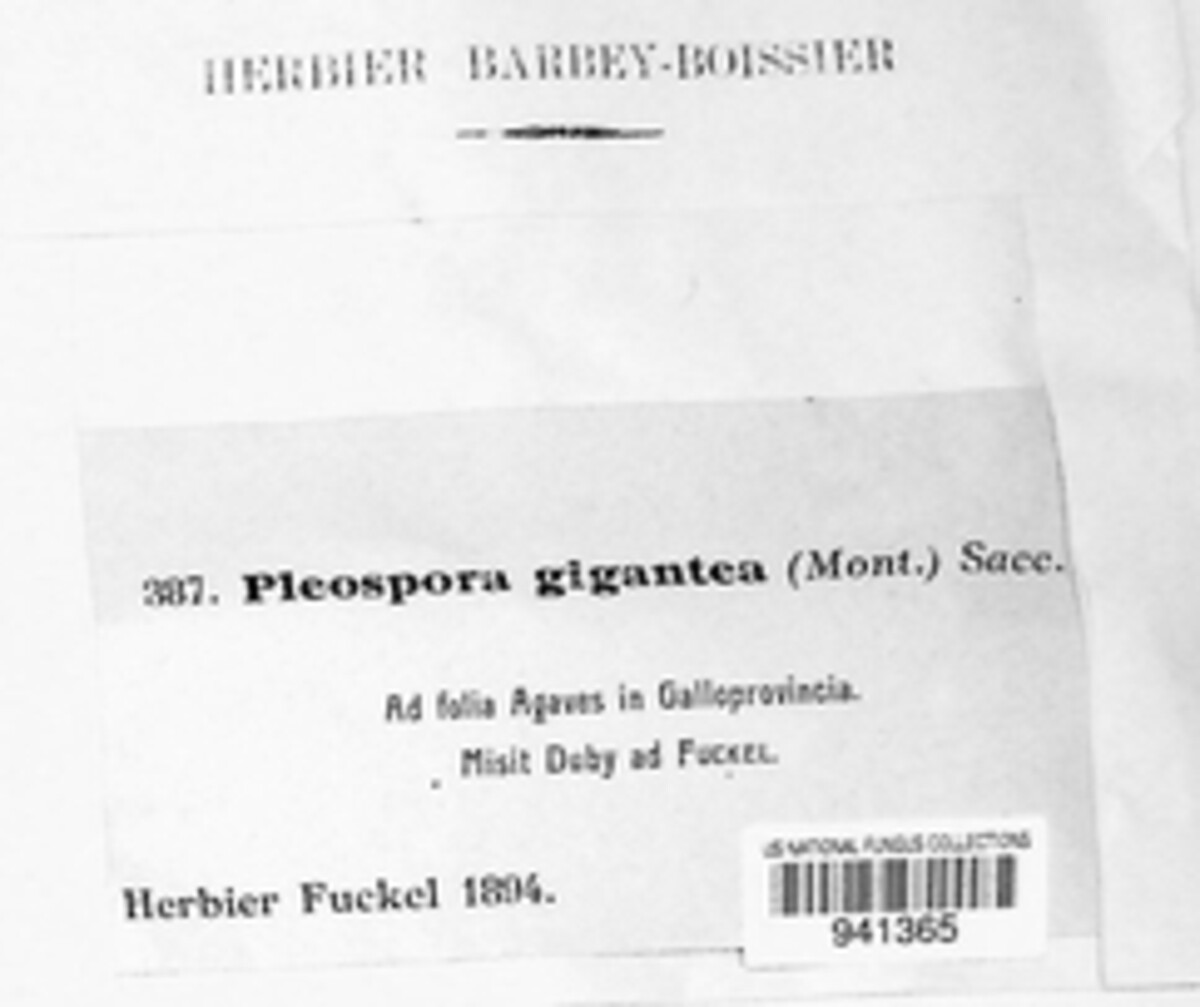 HERBIER BARBEY-BOISSIER
387. Pleospora gigantea (Mont.) Sacc.
Ad folia Agaves in Galloprovincia.
Misit Duby ad FUCKEL.
Herbier Fuckel 1894.
US NATIONAL FUNGUS COLLECTIONS
941365